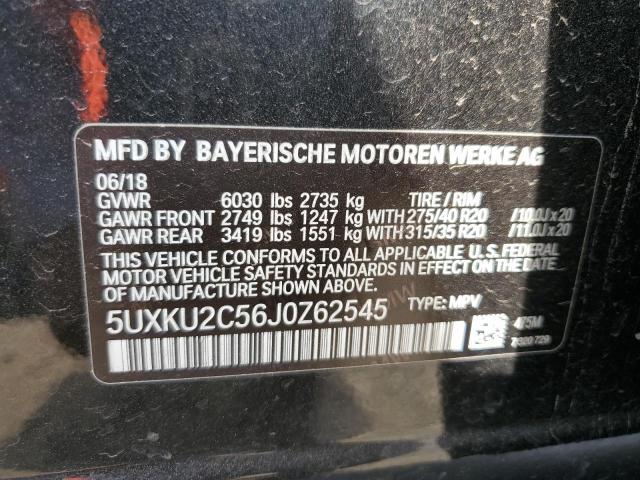 MFD BY BAYERISCHE MOTOREN WERKE AG
06/18
GVWR 6030 lbs 2735 kg TIRE / RIM
GAWR FRONT 2749 lbs 1247 kg WITH 275/40 R20 /10.0J x 20
GAWR REAR 3419 lbs 1551 kg WITH 315/35 R20 /11.0J x 20
THIS VEHICLE CONFORMS TO ALL APPLICABLE U.S. FEDERAL
MOTOR VEHICLE SAFETY STANDARDS IN EFFECT ON THE DATE
OF MANUFACTURE SHOWN ABOVE.
5UXKU2C56J0Z62545 TYPE: MPV
475M
7320729